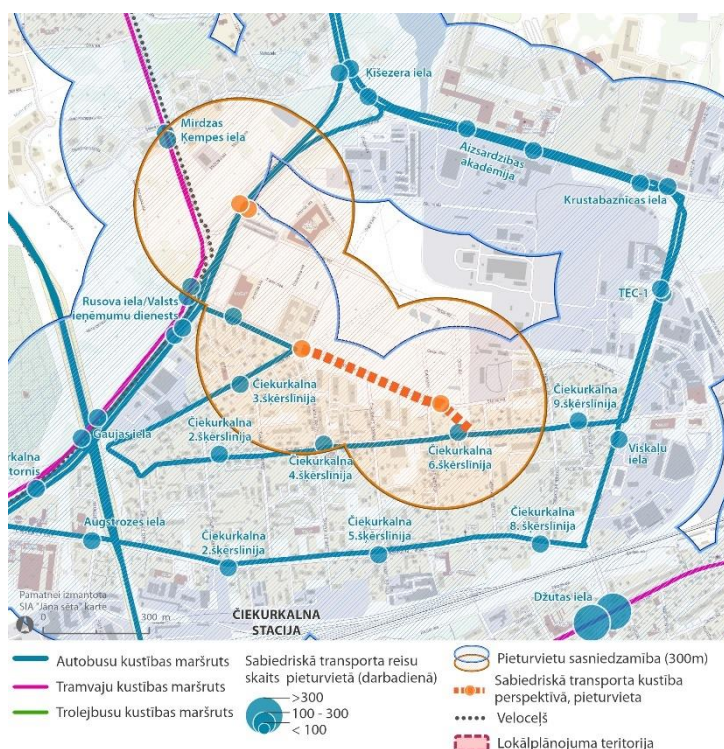 Ķīšezera iela
Mirdzas
Ķempes iela
Aizsardzības
akadēmija
Krustabaznīcas iela
TEC-1
Rusova iela/Valsts
ieņēmumu dienests
Čiekurkalna
3.šķērslīnija
Čiekurkalna
9.šķērslīnija
Čiekurkalna
2.šķērslīnija
Gaujas iela
Čiekurkalna
4.šķērslīnija
Čiekurkalna
6.šķērslīnija
Viskaļu
iela
rkalna
tornis
Augstrozes iela
Čiekurkalna
2.šķērslīnija
Čiekurkalna
5.šķērslīnija
Čiekurkalna
8. šķērslīnija
Džutas iela
Pamatnei izmantota
SIA "Jāņa sēta" karte
0 300 m
ČIEKURKALNA
STACIJA
Autobusu kustības maršruts
Tramvaju kustības maršruts
Trolejbusu kustības maršruts
Sabiedriskā transporta reisu
skaits pieturvietā (darbadienā)
>300
100 - 300
< 100
Pieturvietu sasniedzamība (300m)
Sabiedriskā transporta kustība
perspektīvā, pieturvieta
Veloceļš
Lokālplānojuma teritorija